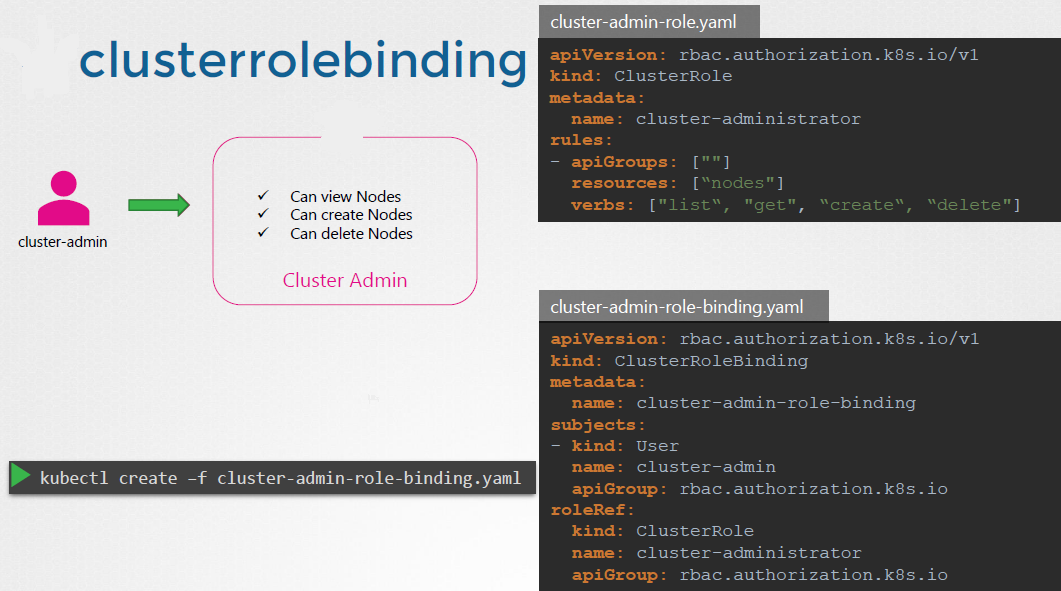 clusterrolebinding
cluster-admin
✓ Can view Nodes
✓ Can create Nodes
✓ Can delete Nodes
Cluster Admin
kubectl create –f cluster-admin-role-binding.yaml
cluster-admin-role.yaml
apiVersion: rbac.authorization.k8s.io/v1
kind: ClusterRole
metadata:
  name: cluster-administrator
rules:
- apiGroups: [""]
  resources: [“nodes"]
  verbs: ["list“, "get", “create“, “delete"]
cluster-admin-role-binding.yaml
apiVersion: rbac.authorization.k8s.io/v1
kind: ClusterRoleBinding
metadata:
  name: cluster-admin-role-binding
subjects:
- kind: User
  name: cluster-admin
  apiGroup: rbac.authorization.k8s.io
roleRef:
  kind: ClusterRole
  name: cluster-administrator
  apiGroup: rbac.authorization.k8s.io